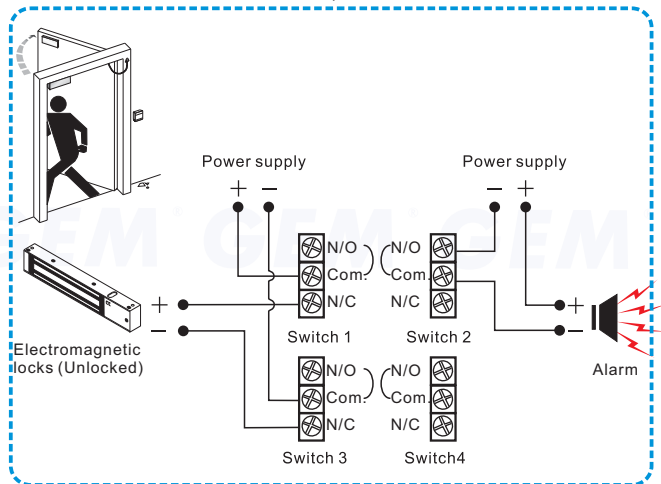 Power supply
Power supply
+ −
− +
GEM GEM GEM
N/O
N/O
Com.
Com.
N/C
N/C
+
−
+
−
Switch 1
Switch 2
Electromagnetic
locks (Unlocked)
Alarm
N/O
N/O
Com.
Com.
N/C
N/C
Switch 3
Switch4